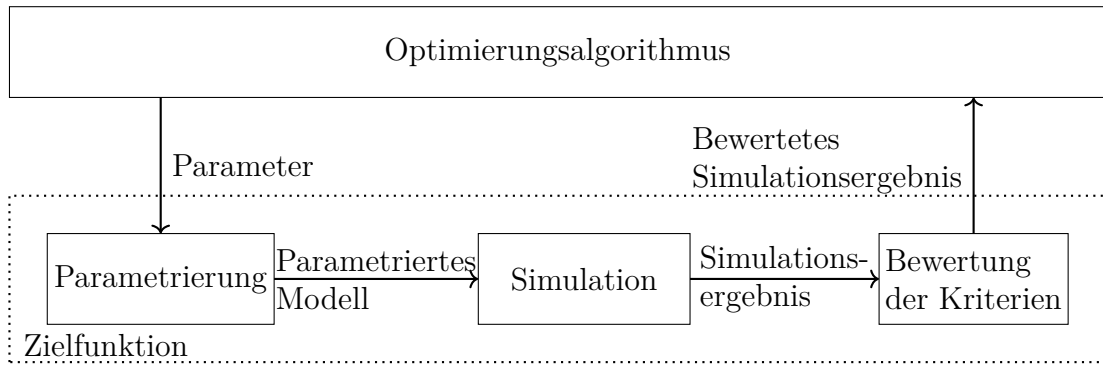 Optimierungsalgorithmus
Parameter
Bewertetes
Simulationsergebnis
Parametrierung
Parametriertes
Modell
Simulation
Simulations-
ergebnis
Bewertung
der Kriterien
Zielfunktion